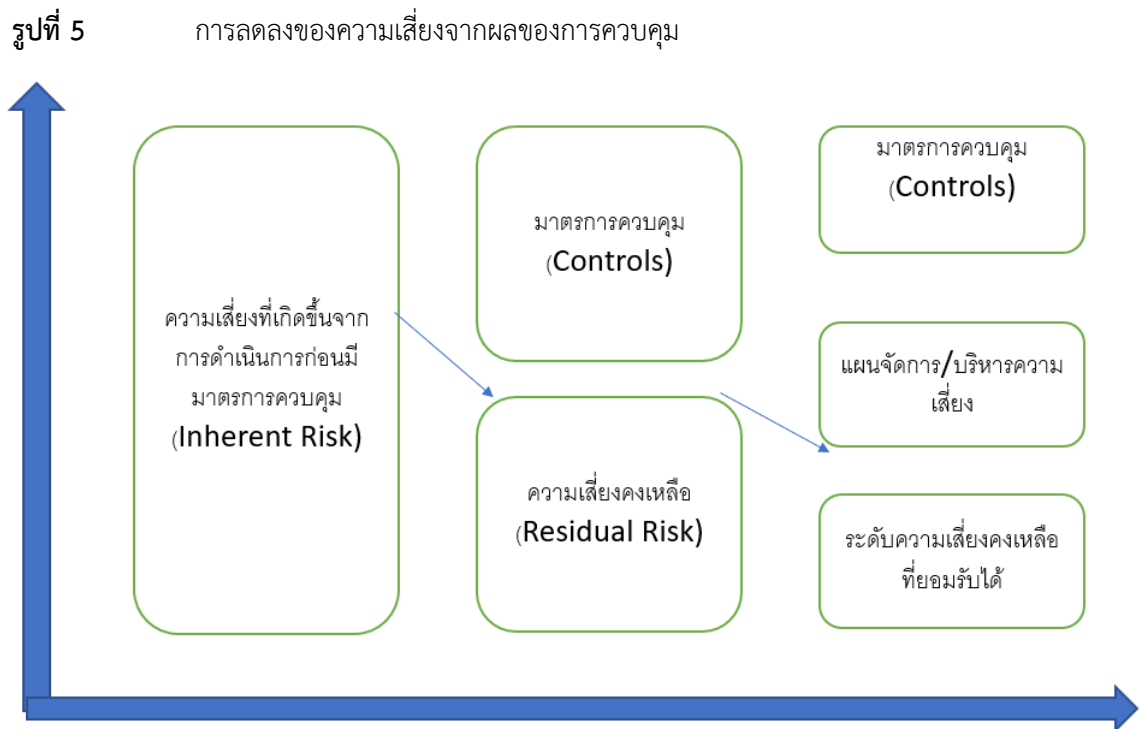 รูปที่ 5 การลดลงของความเสี่ยงจากผลของการควบคุม
ความเสี่ยงที่เกิดขึ้นจาก
การดำเนินการก่อนมี
มาตรการควบคุม
(Inherent Risk)
มาตรการควบคุม
(Controls)
ความเสี่ยงคงเหลือ
(Residual Risk)
มาตรการควบคุม
(Controls)
แผนจัดการ/บริหารความ
เสี่ยง
ระดับความเสี่ยงคงเหลือ
ที่ยอมรับได้